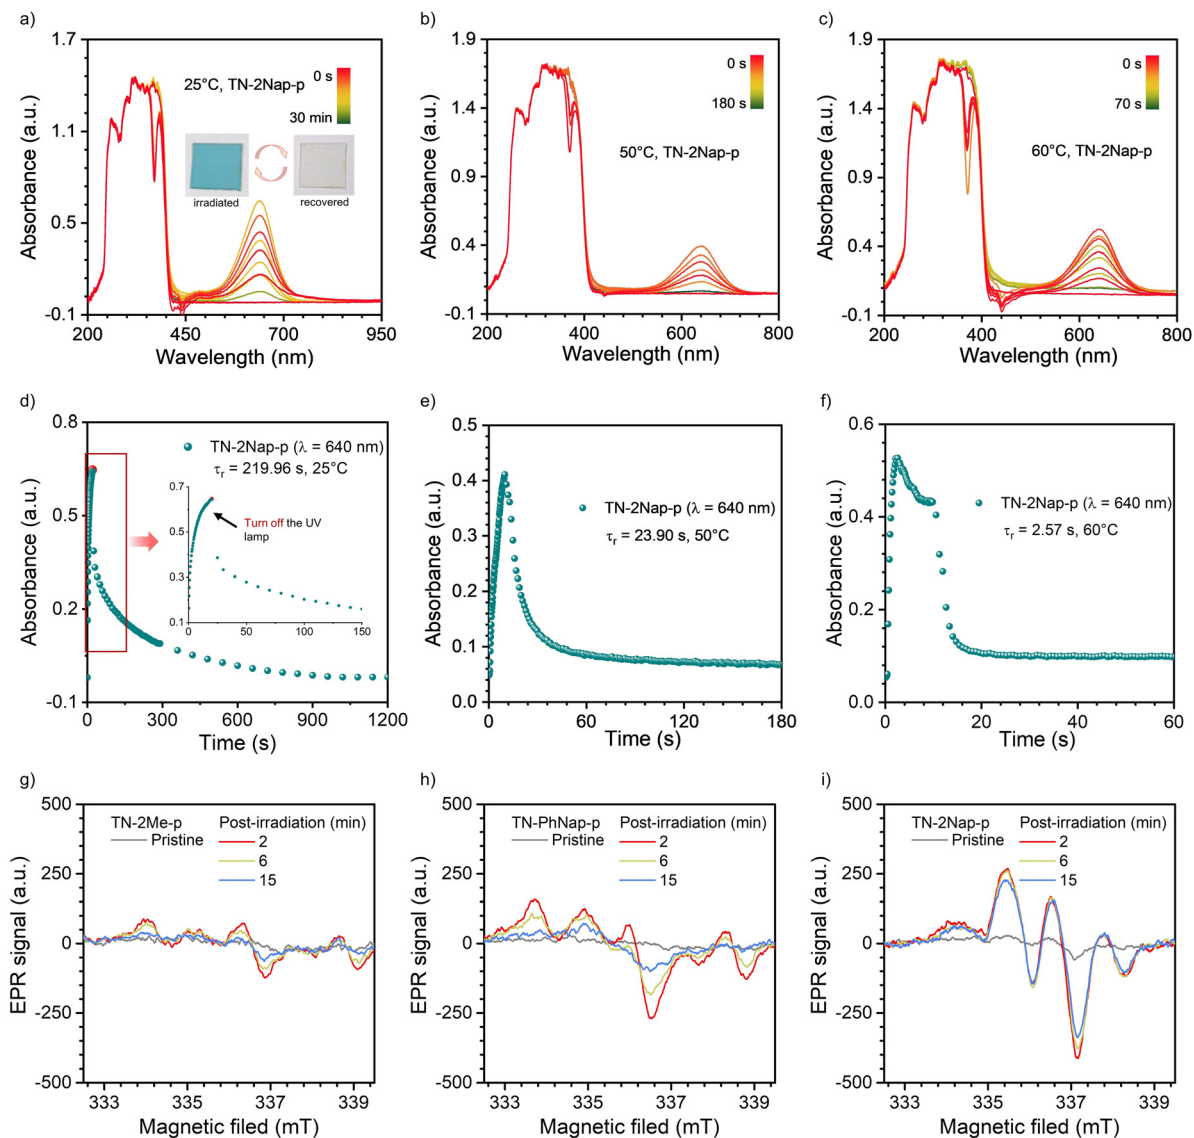 a)
1.7
1.1
0.5
-0.1
Absorbance (a.u.)
25°C, TN-2Nap-p
0 s
30 min
irradiated
recovered
200
450
700
950
Wavelength (nm)
b)
1.9
1.4
0.9
0.4
-0.1
Absorbance (a.u.)
0 s
180 s
50°C, TN-2Nap-p
200
400
600
800
Wavelength (nm)
c)
1.9
1.4
0.9
0.4
-0.1
Absorbance (a.u.)
0 s
70 s
60°C, TN-2Nap-p
200
400
600
800
Wavelength (nm)
d)
0.8
0.5
0.2
-0.1
Absorbance (a.u.)
TN-2Nap-p (λ = 640 nm)
τr = 219.96 s, 25°C
0.7
0.6
0.4
0.3
0.1
Turn off the UV
lamp
0
25
50
75
100
125
150
0
300
600
900
1200
Time (s)
e)
0.5
0.4
0.3
0.2
0.1
0.0
Absorbance (a.u.)
TN-2Nap-p (λ = 640 nm)
τr = 23.90 s, 50°C
0
60
120
180
Time (s)
f)
0.6
0.4
0.2
0.0
Absorbance (a.u.)
TN-2Nap-p (λ = 640 nm)
τr = 2.57 s, 60°C
0
20
40
60
Time (s)
g)
500
250
0
-250
-500
EPR signal (a.u.)
TN-2Me-p
Pristine
Post-irradiation (min)
2
6
15
333
335
337
339
Magnetic filed (mT)
h)
500
250
0
-250
-500
EPR signal (a.u.)
TN-PhNap-p
Pristine
Post-irradiation (min)
2
6
15
333
335
337
339
Magnetic filed (mT)
i)
500
250
0
-250
-500
EPR signal (a.u.)
TN-2Nap-p
Pristine
Post-irradiation (min)
2
6
15
333
335
337
339
Magnetic filed (mT)